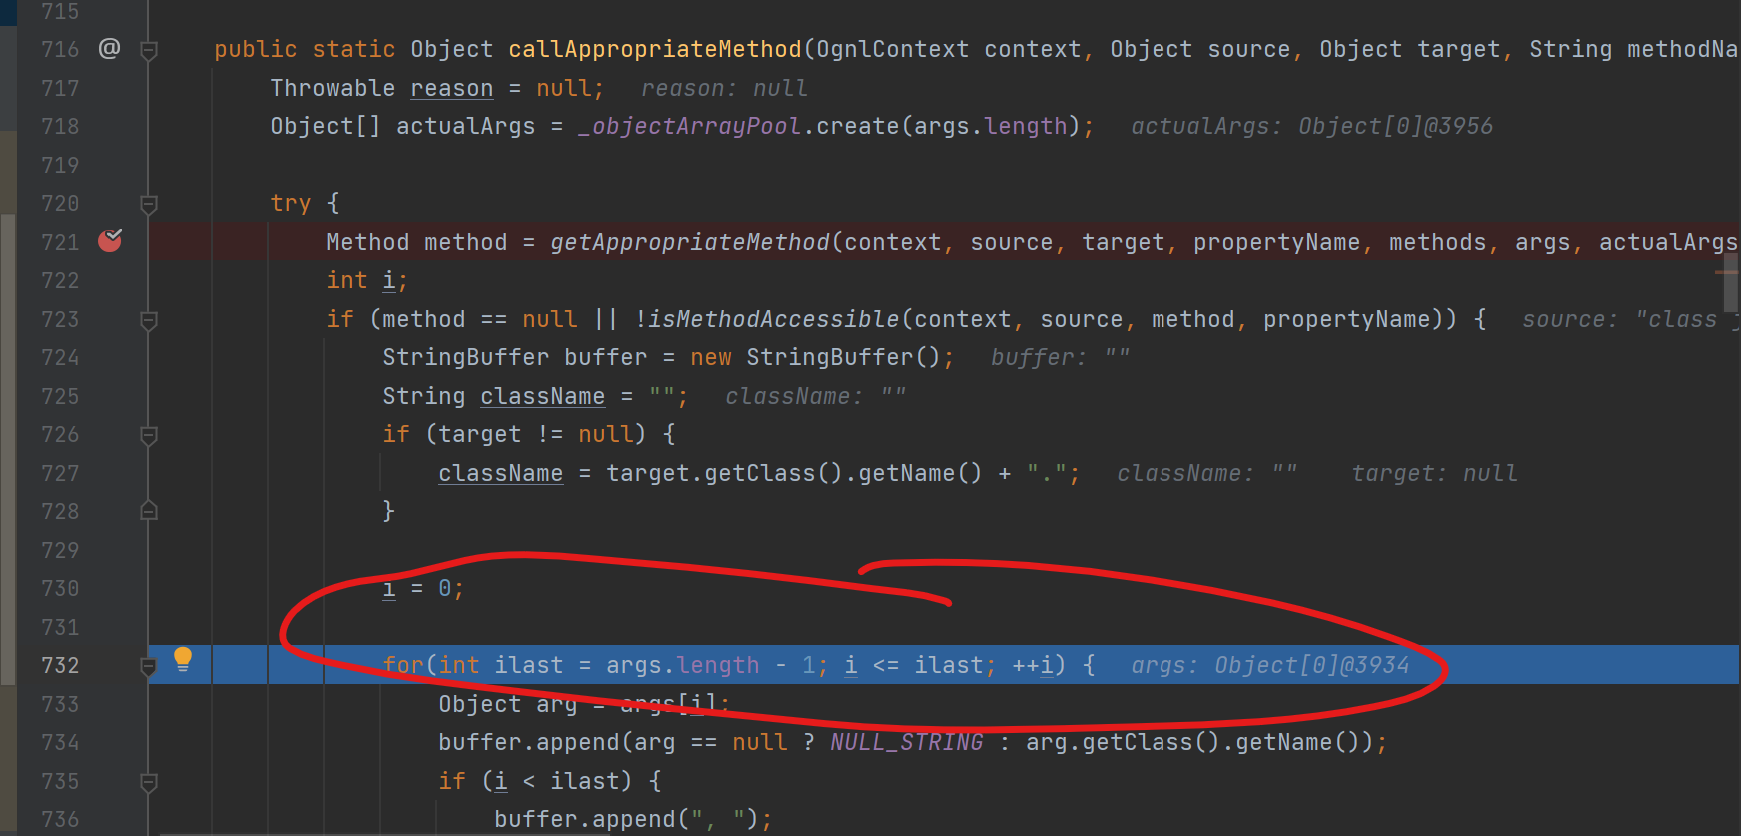 715
716 @ public static Object callAppropriateMethod(OgnlContext context, Object source, Object target, String methodNa
717 Throwable reason = null; reason: null
718 Object[] actualArgs = _objectArrayPool.create(args.length); actualArgs: Object[0]@3956
719
720 try {
721 Method method = getAppropriateMethod(context, source, target, propertyName, methods, args, actualArgs
722 int i;
723 if (method == null || !isMethodAccessible(context, source, method, propertyName)) { source: "class j
724 StringBuffer buffer = new StringBuffer(); buffer: ""
725 String className = ""; className: ""
726 if (target != null) {
727 className = target.getClass().getName() + "."; className: "" target: null
728 }
729
730 i = 0;
731
732 for(int ilast = args.length - 1; i <= ilast; ++i) { args: Object[0]@3934
733 Object arg = args[i];
734 buffer.append(arg == null ? NULL_STRING : arg.getClass().getName());
735 if (i < ilast) {
736 buffer.append(", ");